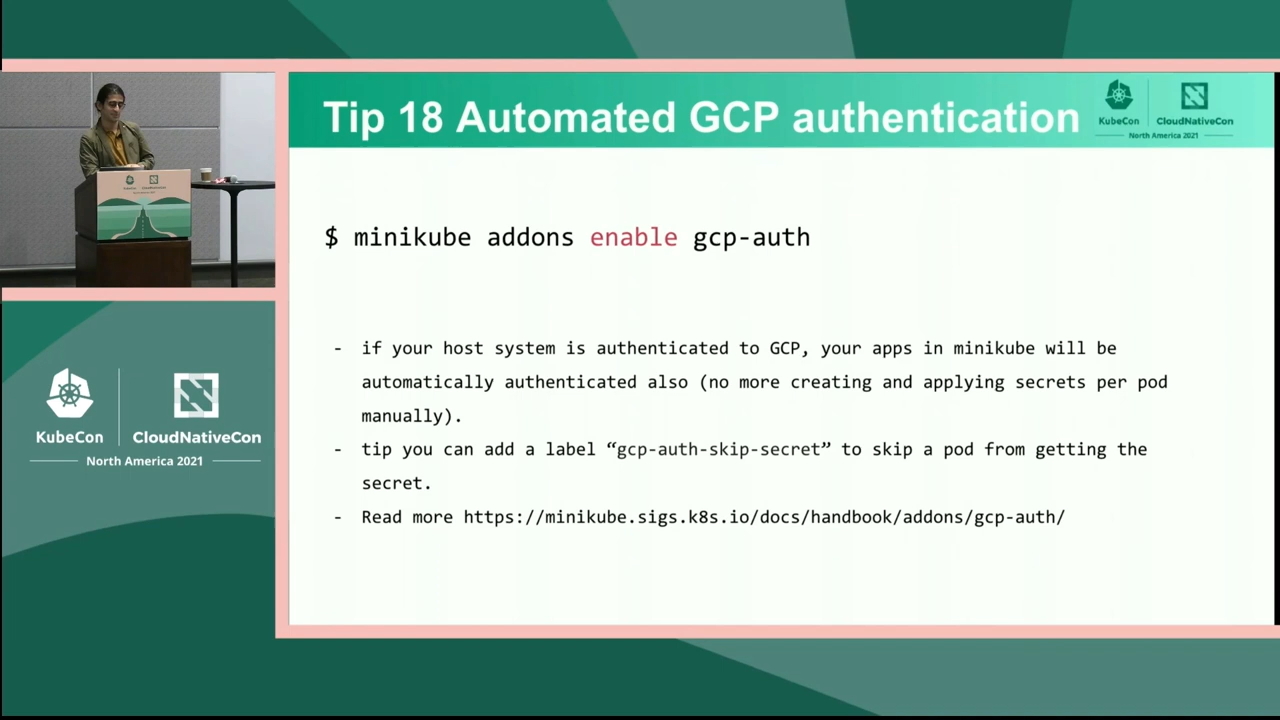 Tip 18 Automated GCP authentication
KubeCon
CloudNativeCon
North America 2021
$ minikube addons enable gcp-auth
- if your host system is authenticated to GCP, your apps in minikube will be
automatically authenticated also (no more creating and applying secrets per pod
manually).
- tip you can add a label “gcp-auth-skip-secret” to skip a pod from getting the
secret.
- Read more https://minikube.sigs.k8s.io/docs/handbook/addons/gcp-auth/
KubeCon
CloudNativeCon
North America 2021